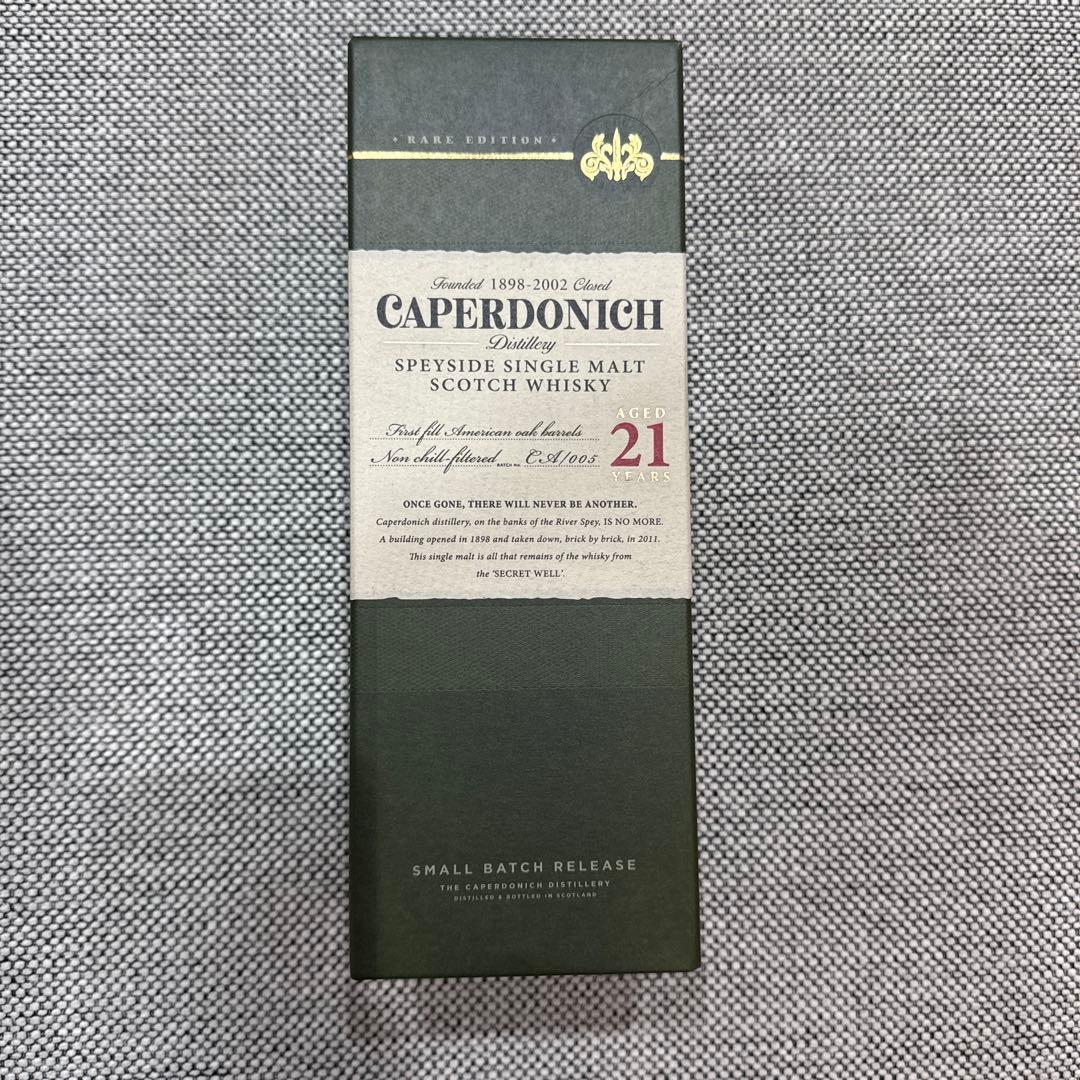 RARE EDITION
Founded 1898-2002 Closed
CAPERDONICH
Distillery
SPEYSIDE SINGLE MALT
SCOTCH WHISKY
AGED
21
YEARS
First fill American oak barrels
Non chill-filtered BATCH No. CA/005
ONCE GONE, THERE WILL NEVER BE ANOTHER.
Caperdonich distillery, on the banks of the River Spey, IS NO MORE.
A building opened in 1898 and taken down, brick by brick, in 2011.
This single malt is all that remains of the whisky from
the 'SECRET WELL'.
SMALL BATCH RELEASE
THE CAPERDONICH DISTILLERY
DISTILLED & BOTTLED IN SCOTLAND